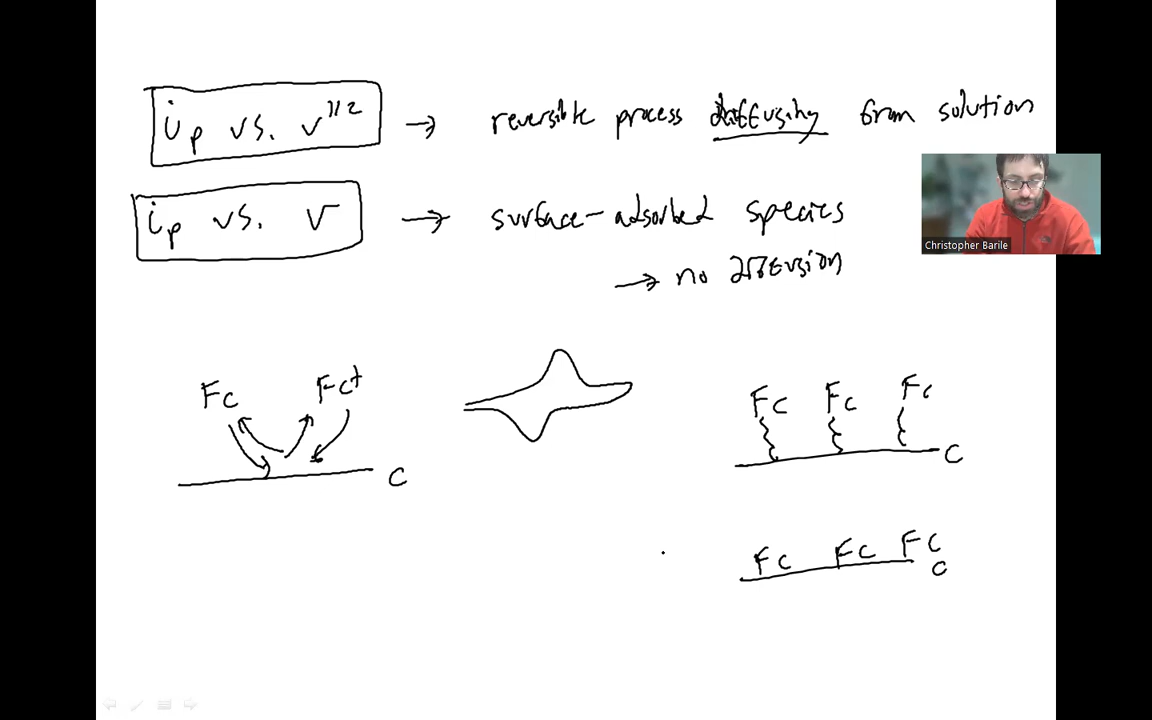 ip vs. v^1/2 → reversible process diffusing from solution
ip vs. v → surface-adsorbed species
→ no diffusion
Christopher Barile
Fc Fc+
C
Fc Fc Fc
C
Fc Fc Fc
C